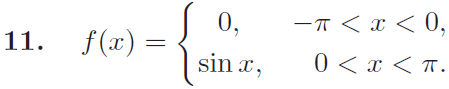 11. f(x) = { 0, −π < x < 0,
sin x, 0 < x < π.